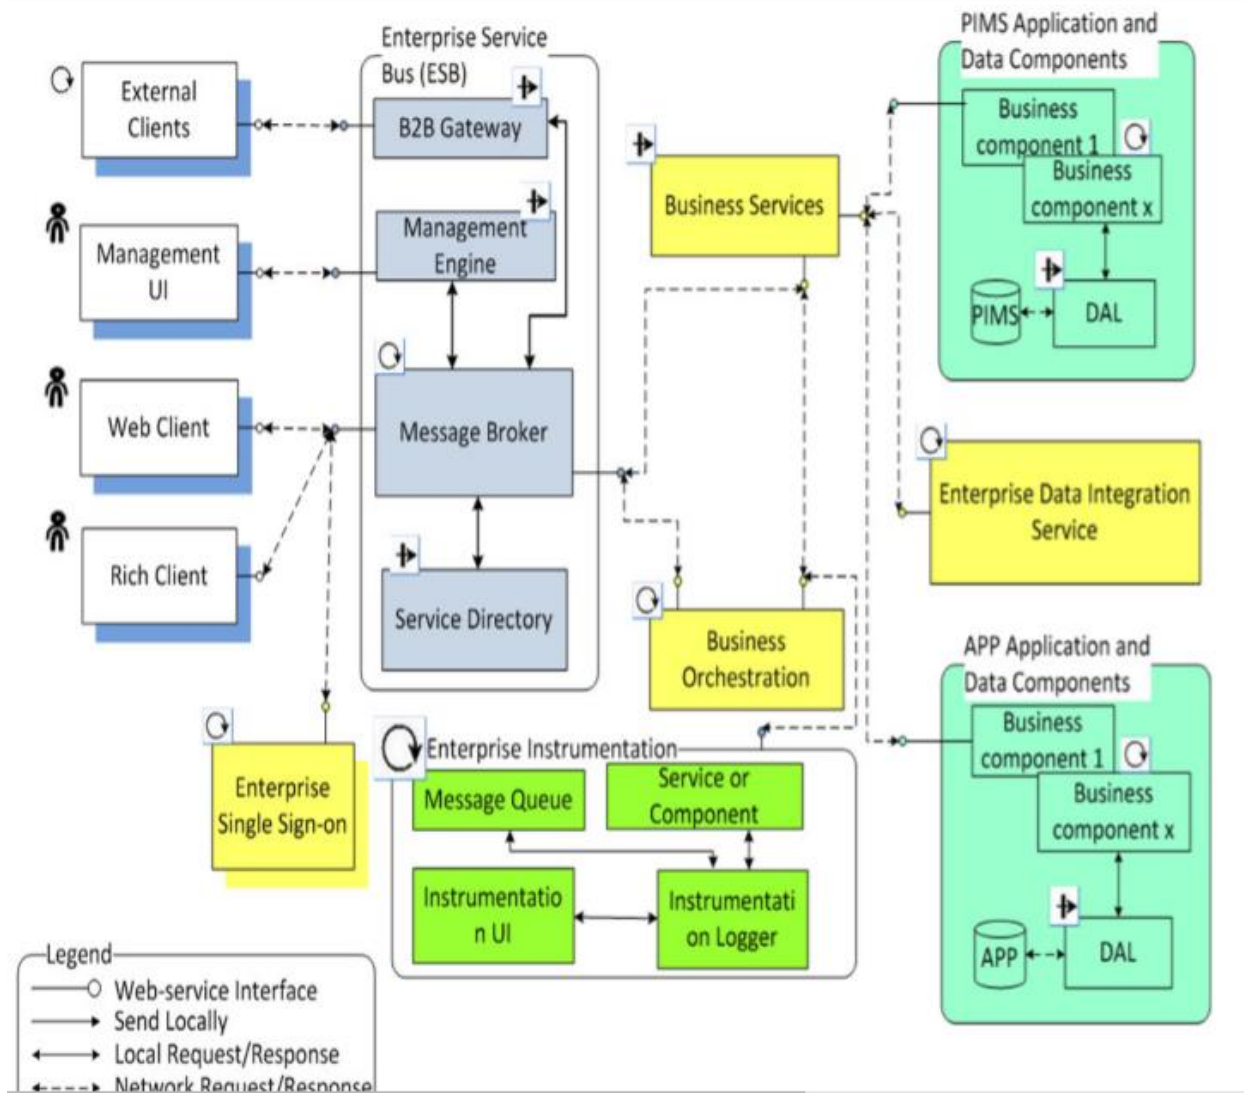 Enterprise Service
Bus (ESB)
External
Clients
B2B Gateway
Management
UI
Management
Engine
Web Client
Message Broker
Rich Client
Service Directory
Enterprise
Single Sign-on
Business Services
Business
Orchestration
Enterprise Instrumentation
Message Queue
Service or
Component
Instrumentatio
n UI
Instrumentati
on Logger
PIMS Application and
Data Components
Business
component 1
Business
component x
PIMS
DAL
Enterprise Data Integration
Service
APP Application and
Data Components
Business
component 1
Business
component x
APP
DAL
Legend
Web-service Interface
Send Locally
Local Request/Response
Network Request/Response